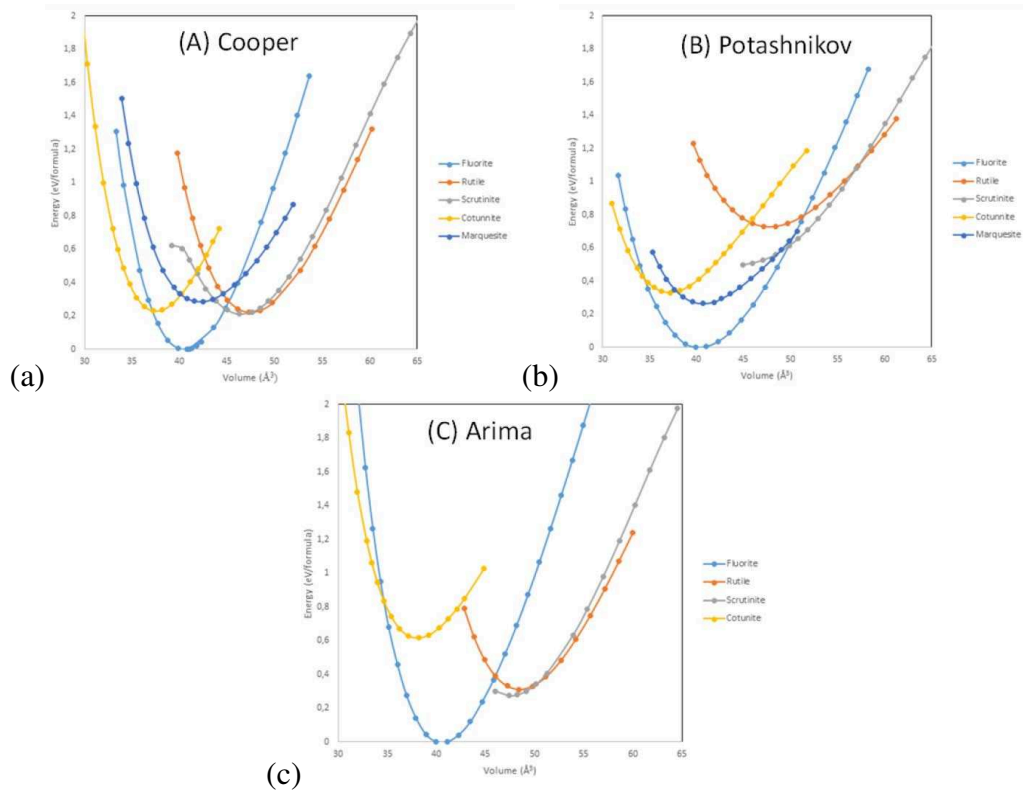 (A) Cooper
2
1,8
1,6
1,4
1,2
1
0,8
0,6
0,4
0,2
0
Energy (eV/formula)
30 35 40 45 50 55 60 65
Volume (Å³)
Fluorite
Rutile
Scrutinite
Cotunnite
Marquesite
(a)
(B) Potashnikov
2
1,8
1,6
1,4
1,2
1
0,8
0,6
0,4
0,2
0
Energy (eV/formula)
30 35 40 45 50 55 60 65
Volume (Å³)
Fluorite
Rutile
Scrutinite
Cotunnite
Marquesite
(b)
(C) Arima
2
1,8
1,6
1,4
1,2
1
0,8
0,6
0,4
0,2
0
Energy (eV/formula)
30 35 40 45 50 55 60 65
Volume (Å³)
Fluorite
Rutile
Scrutinite
Cotunite
(c)